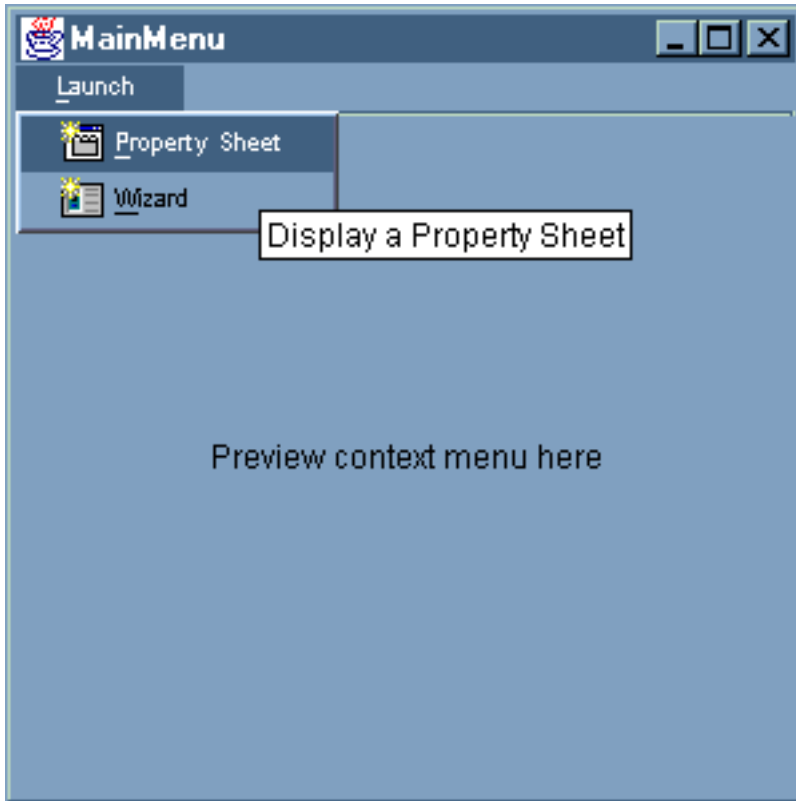 MainMenu
Launch
Property Sheet
Wizard
Display a Property Sheet
Preview context menu here